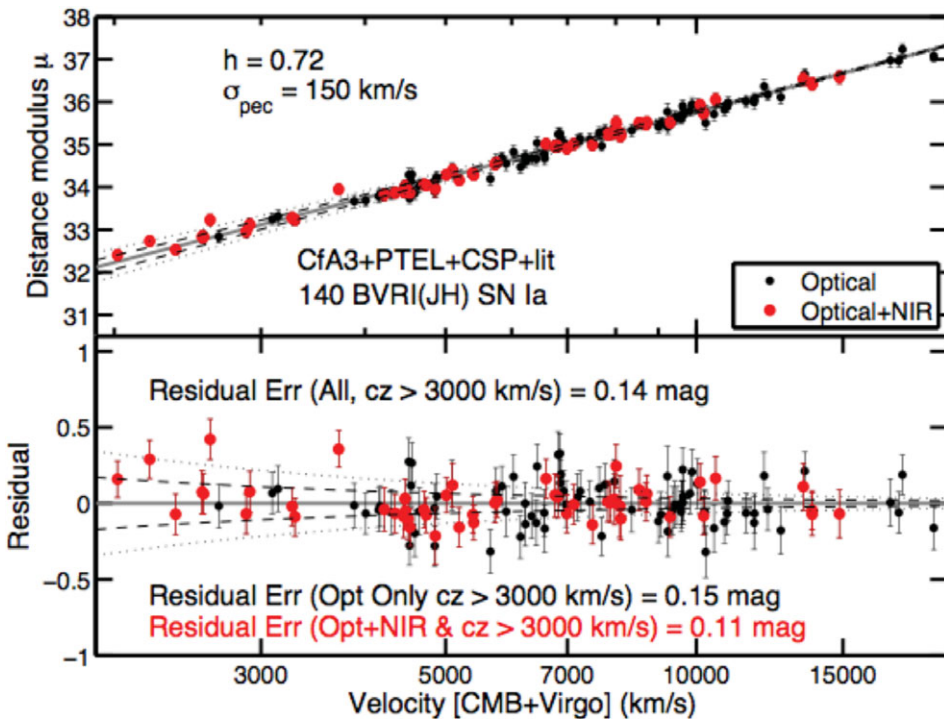 38
37
36
35
34
33
32
31
Distance modulus μ
h = 0.72
σpec = 150 km/s
CfA3+PTEL+CSP+lit
140 BVRI(JH) SN Ia
Optical
Optical+NIR
1
0.5
0
-0.5
-1
Residual
Residual Err (All, cz > 3000 km/s) = 0.14 mag
Residual Err (Opt Only cz > 3000 km/s) = 0.15 mag
Residual Err (Opt+NIR & cz > 3000 km/s) = 0.11 mag
3000 5000 7000 10000 15000
Velocity [CMB+Virgo] (km/s)